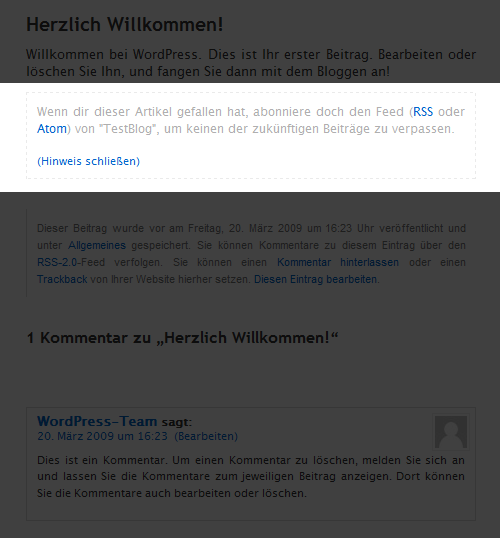 Herzlich Willkommen!
Willkommen bei WordPress. Dies ist Ihr erster Beitrag. Bearbeiten oder
löschen Sie Ihn, und fangen Sie dann mit dem Bloggen an!
Wenn dir dieser Artikel gefallen hat, abonniere doch den Feed (RSS oder
Atom) von "TestBlog", um keinen der zukünftigen Beiträge zu verpassen.
(Hinweis schließen)
Dieser Beitrag wurde vor am Freitag, 20. März 2009 um 16:23 Uhr veröffentlicht und
unter Allgemeines gespeichert. Sie können Kommentare zu diesem Eintrag über den
RSS-2.0-Feed verfolgen. Sie können einen Kommentar hinterlassen oder einen
Trackback von Ihrer Website hierher setzen. Diesen Eintrag bearbeiten.
1 Kommentar zu „Herzlich Willkommen!“
WordPress-Team sagt:
20. März 2009 um 16:23 (Bearbeiten)
Dies ist ein Kommentar. Um einen Kommentar zu löschen, melden Sie sich an
und lassen Sie die Kommentare zum jeweiligen Beitrag anzeigen. Dort können
Sie die Kommentare auch bearbeiten oder löschen.